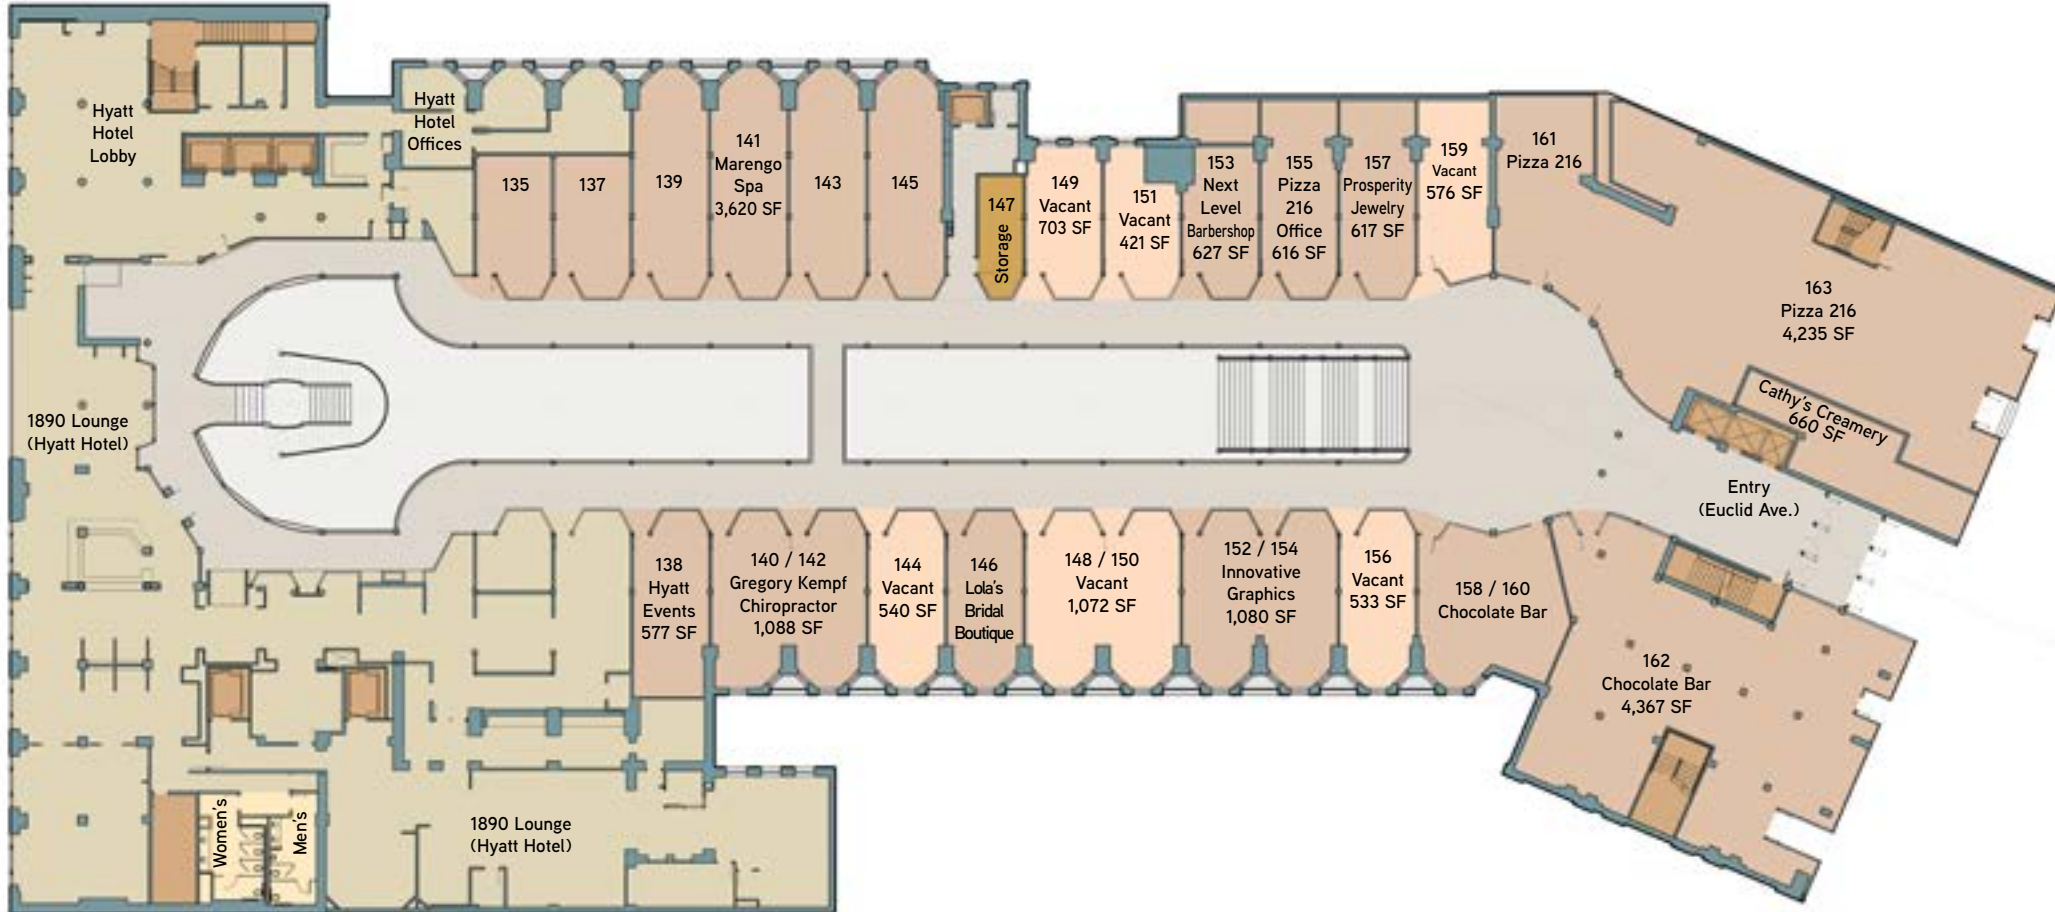 Hyatt
Hotel
Lobby
Hyatt
Hotel
Offices
135
137
139
141
Marengo
Spa
3,620 SF
143
145
147
Storage
149
Vacant
703 SF
151
Vacant
421 SF
153
Next
Level
Barbershop
627 SF
155
Pizza
216
Office
616 SF
157
Prosperity
Jewelry
617 SF
159
Vacant
576 SF
161
Pizza 216
163
Pizza 216
4,235 SF
Cathy's Creamery
660 SF
1890 Lounge
(Hyatt Hotel)
Entry
(Euclid Ave.)
138
Hyatt
Events
577 SF
140 / 142
Gregory Kempf
Chiropractor
1,088 SF
144
Vacant
540 SF
146
Lola's
Bridal
Boutique
148 / 150
Vacant
1,072 SF
152 / 154
Innovative
Graphics
1,080 SF
156
Vacant
533 SF
158 / 160
Chocolate Bar
162
Chocolate Bar
4,367 SF
Women's
Men's
1890 Lounge
(Hyatt Hotel)